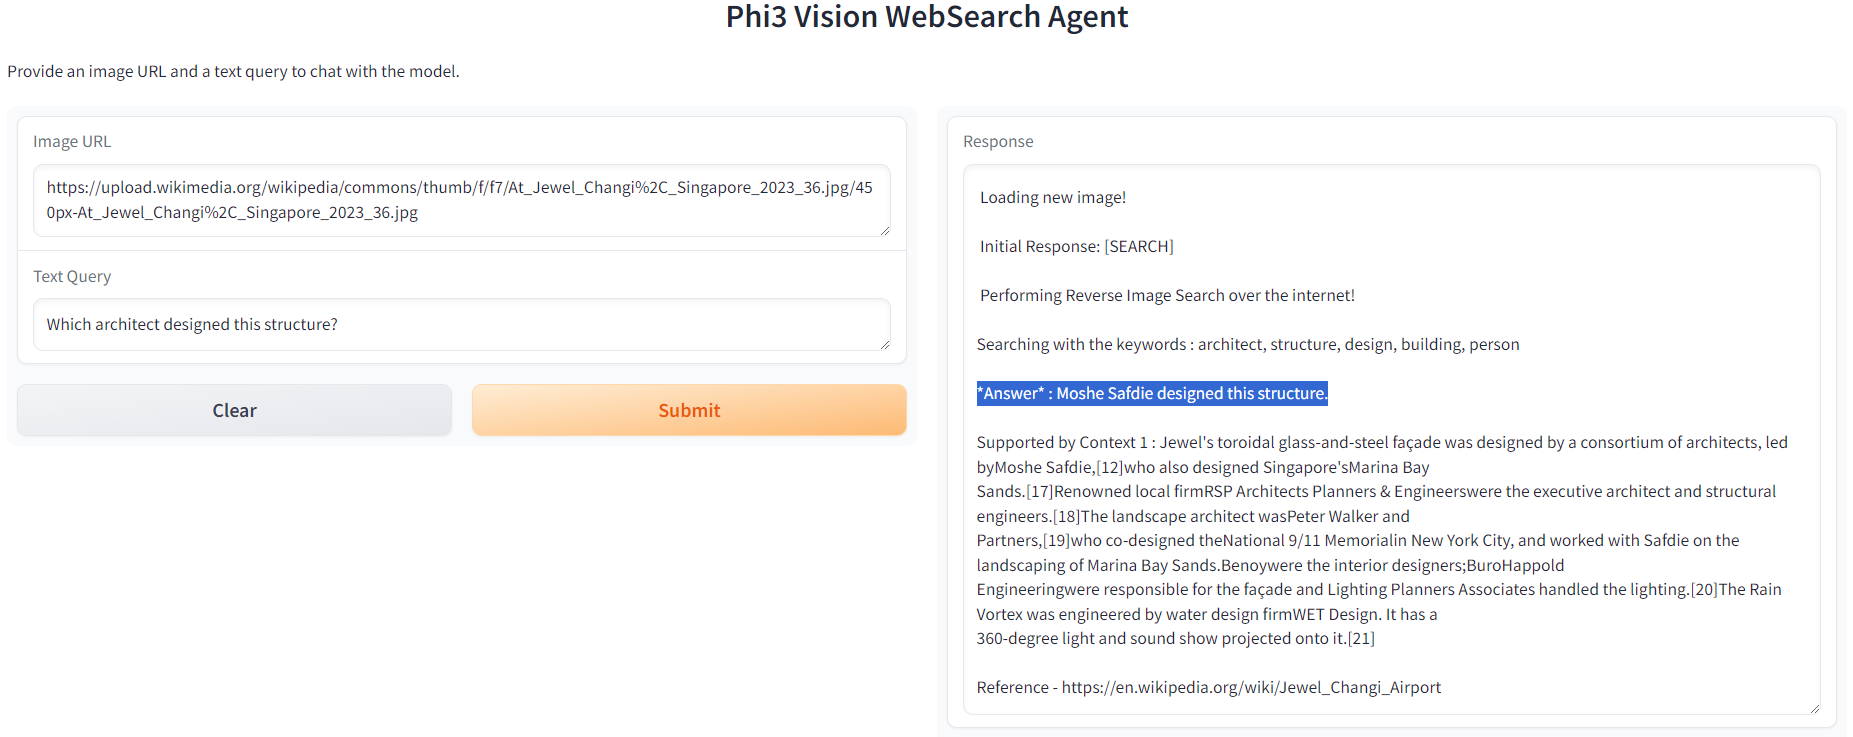 Phi3 Vision WebSearch Agent
Provide an image URL and a text query to chat with the model.
Image URL
https://upload.wikimedia.org/wikipedia/commons/thumb/f/f7/At_Jewel_Changi%2C_Singapore_2023_36.jpg/45
0px-At_Jewel_Changi%2C_Singapore_2023_36.jpg
Text Query
Which architect designed this structure?
Clear
Submit
Response
Loading new image!
Initial Response: [SEARCH]
Performing Reverse Image Search over the internet!
Searching with the keywords : architect, structure, design, building, person
*Answer* : Moshe Safdie designed this structure.
Supported by Context 1 : Jewel's toroidal glass-and-steel façade was designed by a consortium of architects, led
byMoshe Safdie,[12]who also designed Singapore'sMarina Bay
Sands.[17]Renowned local firmRSP Architects Planners & Engineerswere the executive architect and structural
engineers.[18]The landscape architect wasPeter Walker and
Partners,[19]who co-designed theNational 9/11 Memorialin New York City, and worked with Safdie on the
landscaping of Marina Bay Sands.Benoywere the interior designers;BuroHappold
Engineeringwere responsible for the façade and Lighting Planners Associates handled the lighting.[20]The Rain
Vortex was engineered by water design firmWET Design. It has a
360-degree light and sound show projected onto it.[21]
Reference - https://en.wikipedia.org/wiki/Jewel_Changi_Airport